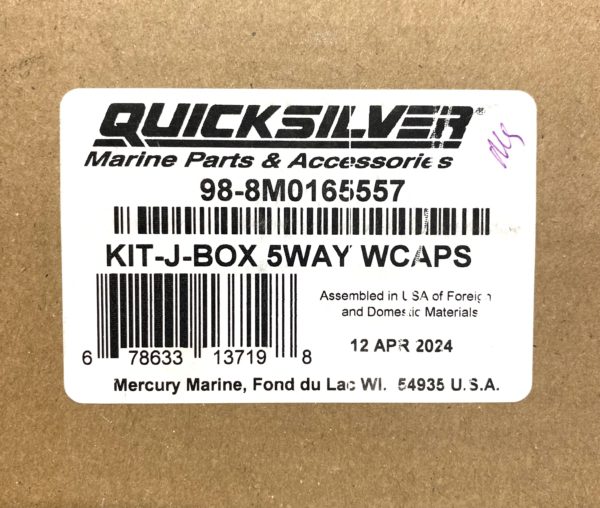 QUICKSILVER®
Marine Parts & Accessories
98-8M0165557
KIT-J-BOX 5WAY WCAPS
Assembled in USA of Foreign
and Domestic Materials
12 APR 2024
6 78633 13719 8
Mercury Marine, Fond du Lac WI. 54935 U.S.A.